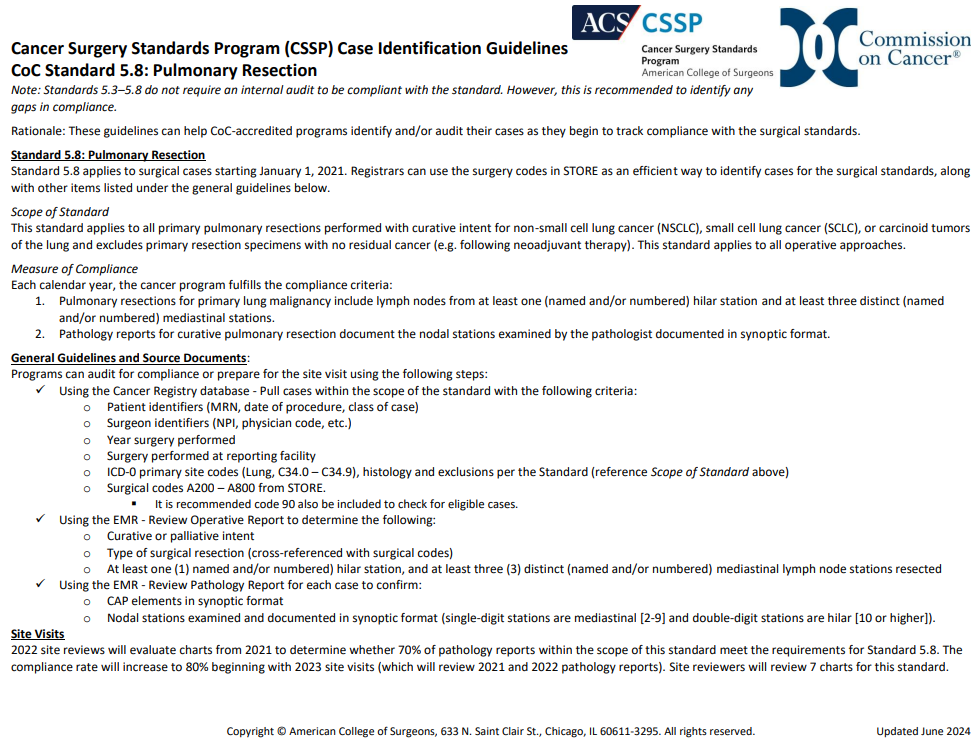 ACS CSSP
Cancer Surgery Standards
Program
American College of Surgeons
Commission
on Cancer®
Cancer Surgery Standards Program (CSSP) Case Identification Guidelines
CoC Standard 5.8: Pulmonary Resection
Note: Standards 5.3–5.8 do not require an internal audit to be compliant with the standard. However, this is recommended to identify any
gaps in compliance.
Rationale: These guidelines can help CoC-accredited programs identify and/or audit their cases as they begin to track compliance with the surgical standards.
Standard 5.8: Pulmonary Resection
Standard 5.8 applies to surgical cases starting January 1, 2021. Registrars can use the surgery codes in STORE as an efficient way to identify cases for the surgical standards, along
with other items listed under the general guidelines below.
Scope of Standard
This standard applies to all primary pulmonary resections performed with curative intent for non-small cell lung cancer (NSCLC), small cell lung cancer (SCLC), or carcinoid tumors
of the lung and excludes primary resection specimens with no residual cancer (e.g. following neoadjuvant therapy). This standard applies to all operative approaches.
Measure of Compliance
Each calendar year, the cancer program fulfills the compliance criteria:
1. Pulmonary resections for primary lung malignancy include lymph nodes from at least one (named and/or numbered) hilar station and at least three distinct (named
and/or numbered) mediastinal stations.
2. Pathology reports for curative pulmonary resection document the nodal stations examined by the pathologist documented in synoptic format.
General Guidelines and Source Documents:
Programs can audit for compliance or prepare for the site visit using the following steps:
✓ Using the Cancer Registry database - Pull cases within the scope of the standard with the following criteria:
o Patient identifiers (MRN, date of procedure, class of case)
o Surgeon identifiers (NPI, physician code, etc.)
o Year surgery performed
o Surgery performed at reporting facility
o ICD-0 primary site codes (Lung, C34.0 – C34.9), histology and exclusions per the Standard (reference Scope of Standard above)
o Surgical codes A200 – A800 from STORE.
▪ It is recommended code 90 also be included to check for eligible cases.
✓ Using the EMR - Review Operative Report to determine the following:
o Curative or palliative intent
o Type of surgical resection (cross-referenced with surgical codes)
o At least one (1) named and/or numbered) hilar station, and at least three (3) distinct (named and/or numbered) mediastinal lymph node stations resected
✓ Using the EMR - Review Pathology Report for each case to confirm:
o CAP elements in synoptic format
o Nodal stations examined and documented in synoptic format (single-digit stations are mediastinal [2-9] and double-digit stations are hilar [10 or higher]).
Site Visits
2022 site reviews will evaluate charts from 2021 to determine whether 70% of pathology reports within the scope of this standard meet the requirements for Standard 5.8. The
compliance rate will increase to 80% beginning with 2023 site visits (which will review 2021 and 2022 pathology reports). Site reviewers will review 7 charts for this standard.
Copyright © American College of Surgeons, 633 N. Saint Clair St., Chicago, IL 60611-3295. All rights reserved.
Updated June 2024